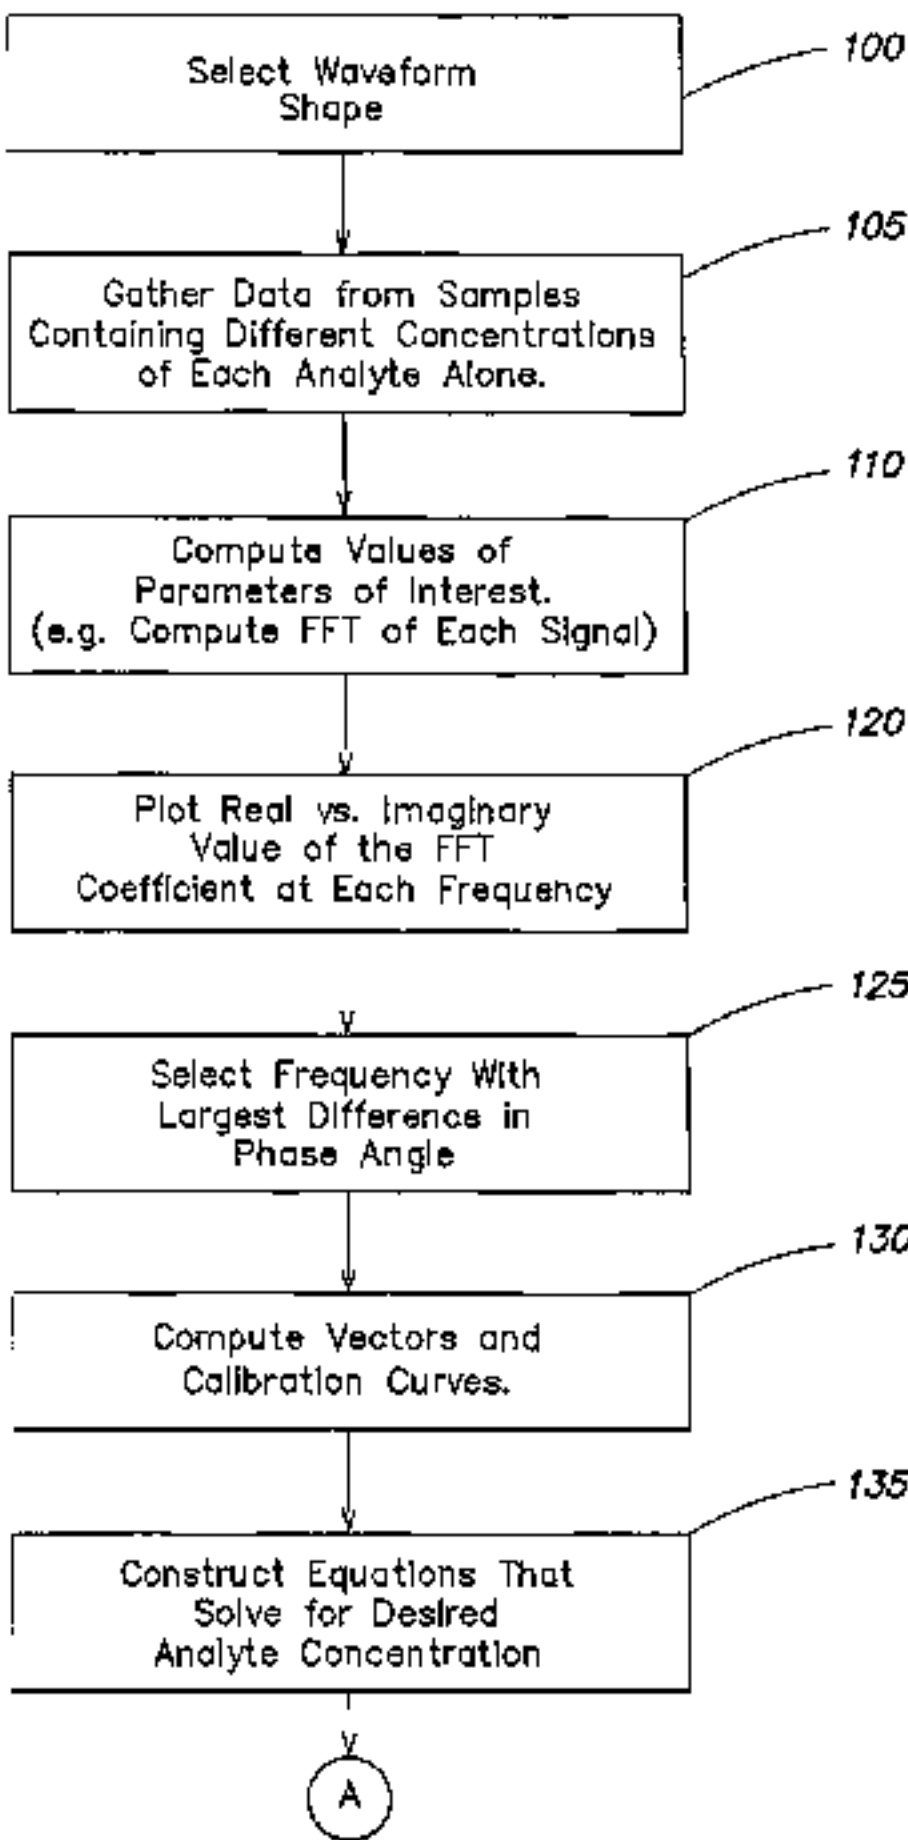 Select Waveform
Shape
100
Gather Data from Samples
Containing Different Concentrations
of Each Analyte Alone.
105
Compute Values of
Parameters of Interest.
(e.g. Compute FFT of Each Signal)
110
Plot Real vs. Imaginary
Value of the FFT
Coefficient at Each Frequency
120
Select Frequency With
Largest Difference in
Phase Angle
125
Compute Vectors and
Calibration Curves.
130
Construct Equations That
Solve for Desired
Analyte Concentration
135
A